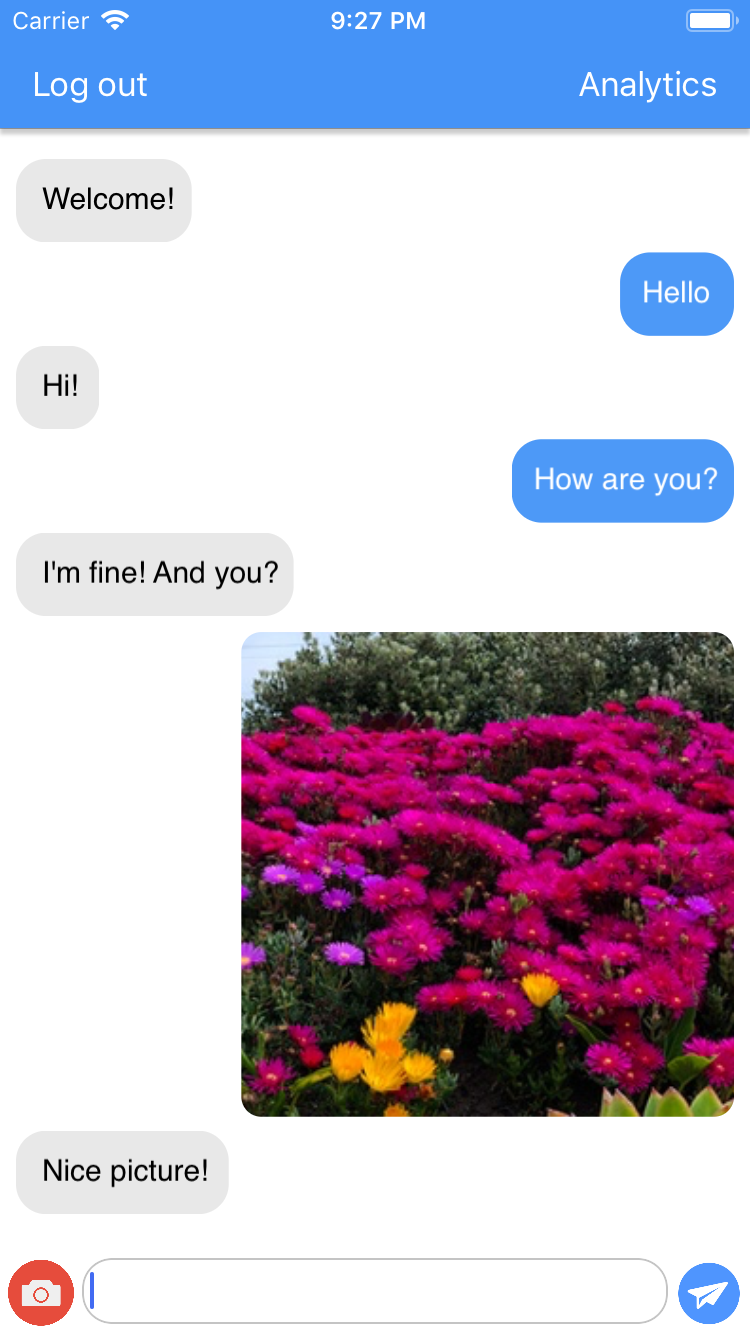 Carrier 9:27 PM
Log out Analytics
Welcome!
Hello
Hi!
How are you?
I'm fine! And you?
Nice picture!